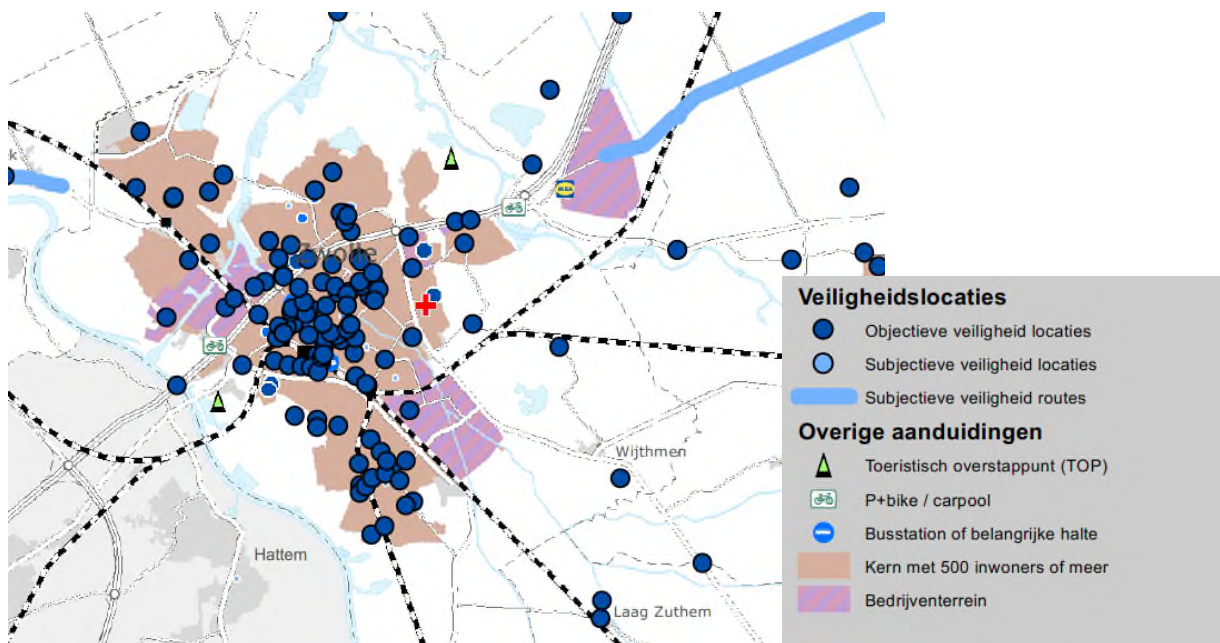 k
IKEA
Zwolle
Wijthmen
Hattem
Laag Zuthem
Veiligheidslocaties
Objectieve veiligheid locaties
Subjectieve veiligheid locaties
Subjectieve veiligheid routes
Overige aanduidingen
Toeristisch overstappunt (TOP)
P+bike / carpool
Busstation of belangrijke halte
Kern met 500 inwoners of meer
Bedrijventerrein